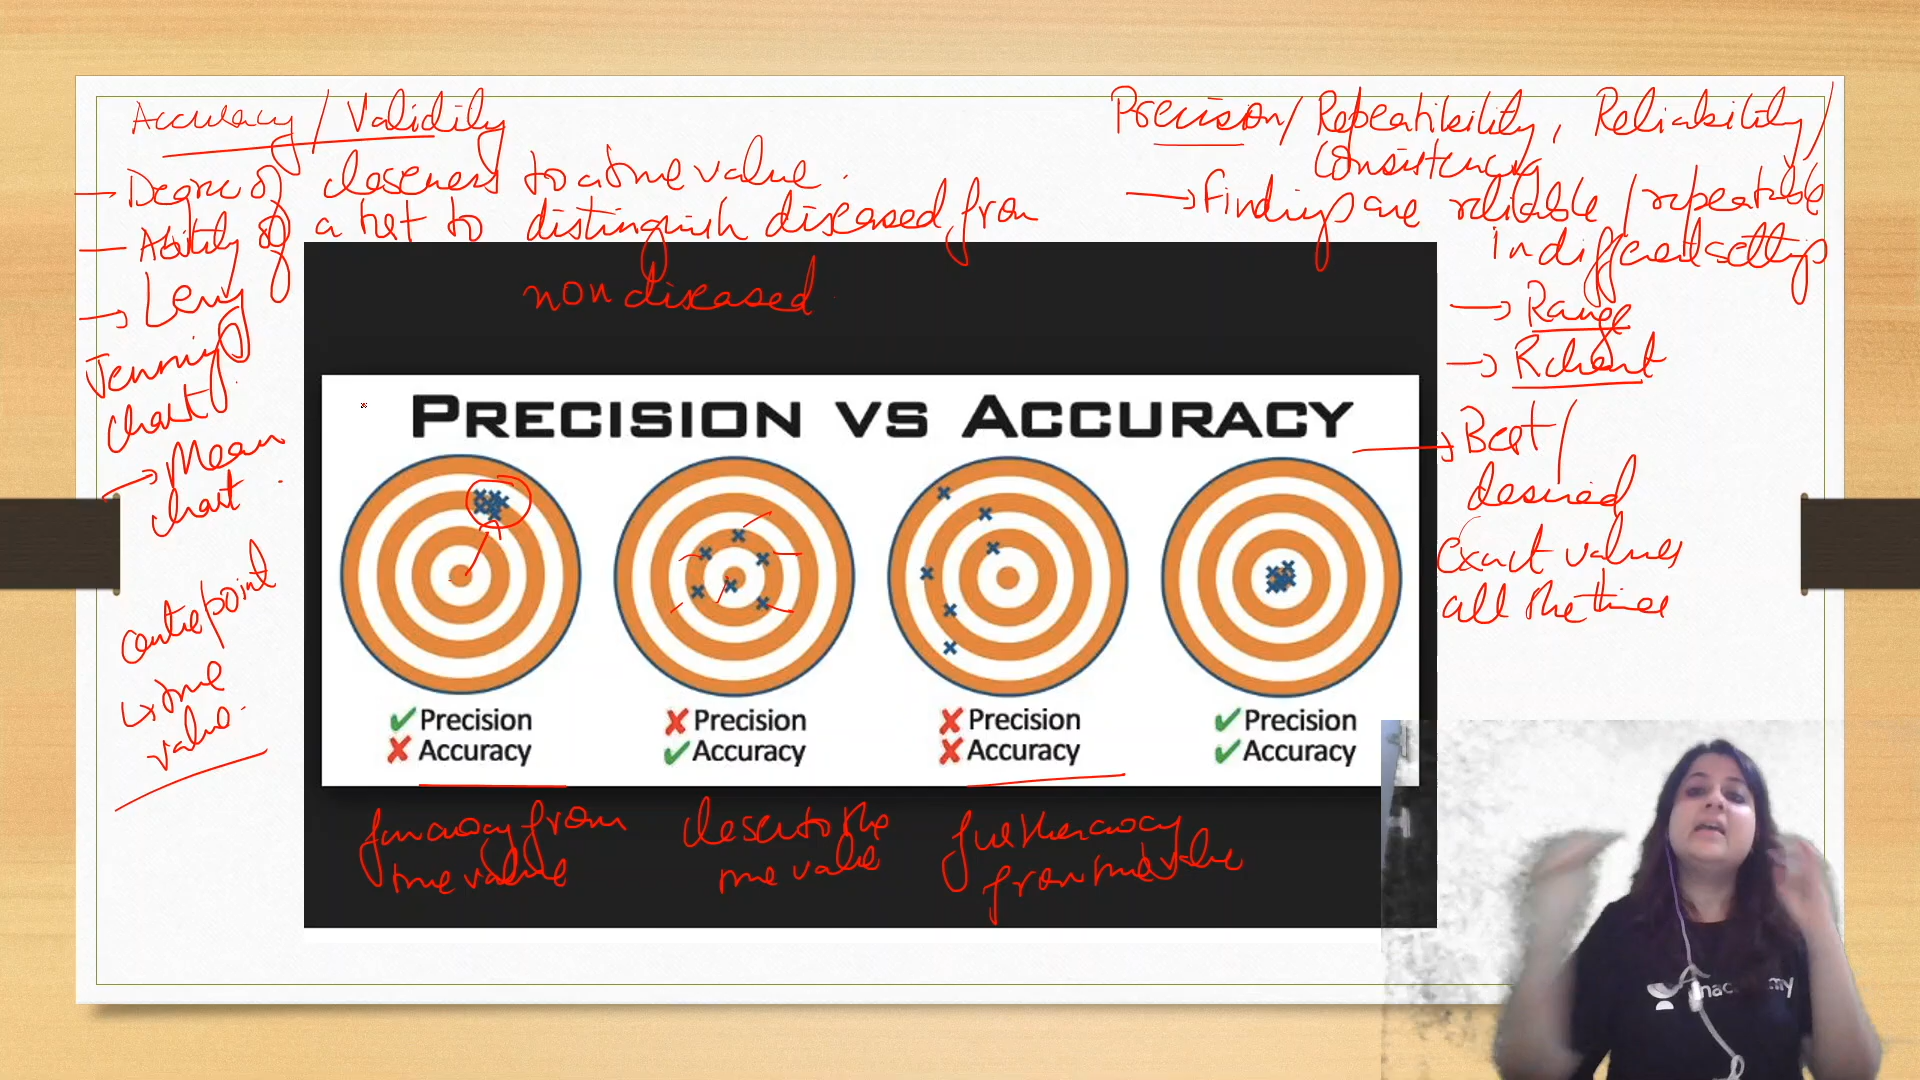 Accuracy / Validity
→ Degree of closeness to a true value.
→ Ability of a test to distinguish diseased from
non diseased
→ Levey
Jennings
chart.
→ Mean
chart.
centre point
↳ true
value.
Precision / Repeatibility, Reliability /
Consistency
→ Findings are reliable / repeatable
in different settings
→ Range
→ R chart
→ Best /
desired
Exact values
all the time
PRECISION VS ACCURACY
✔ Precision
✘ Accuracy
✘ Precision
✔ Accuracy
✘ Precision
✘ Accuracy
✔ Precision
✔ Accuracy
far away from
true value
closer to the
true value
further away
from true value